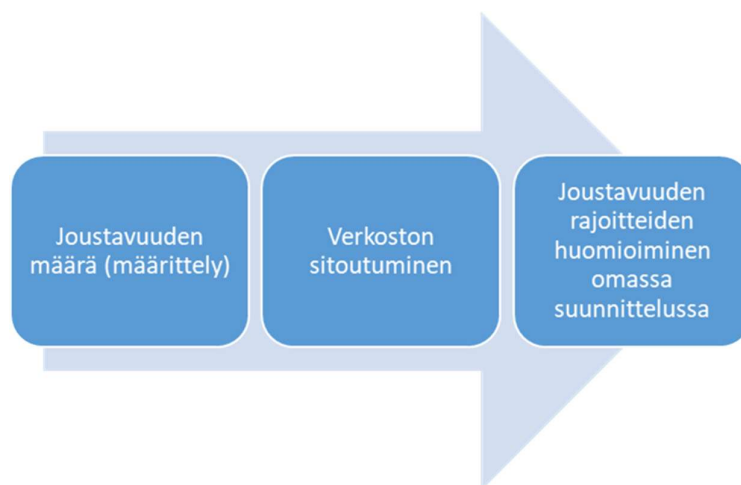 Joustavuuden
määrä (määrittely)
Verkoston
sitoutuminen
Joustavuuden
rajoitteiden
huomioiminen
omassa
suunnittelussa